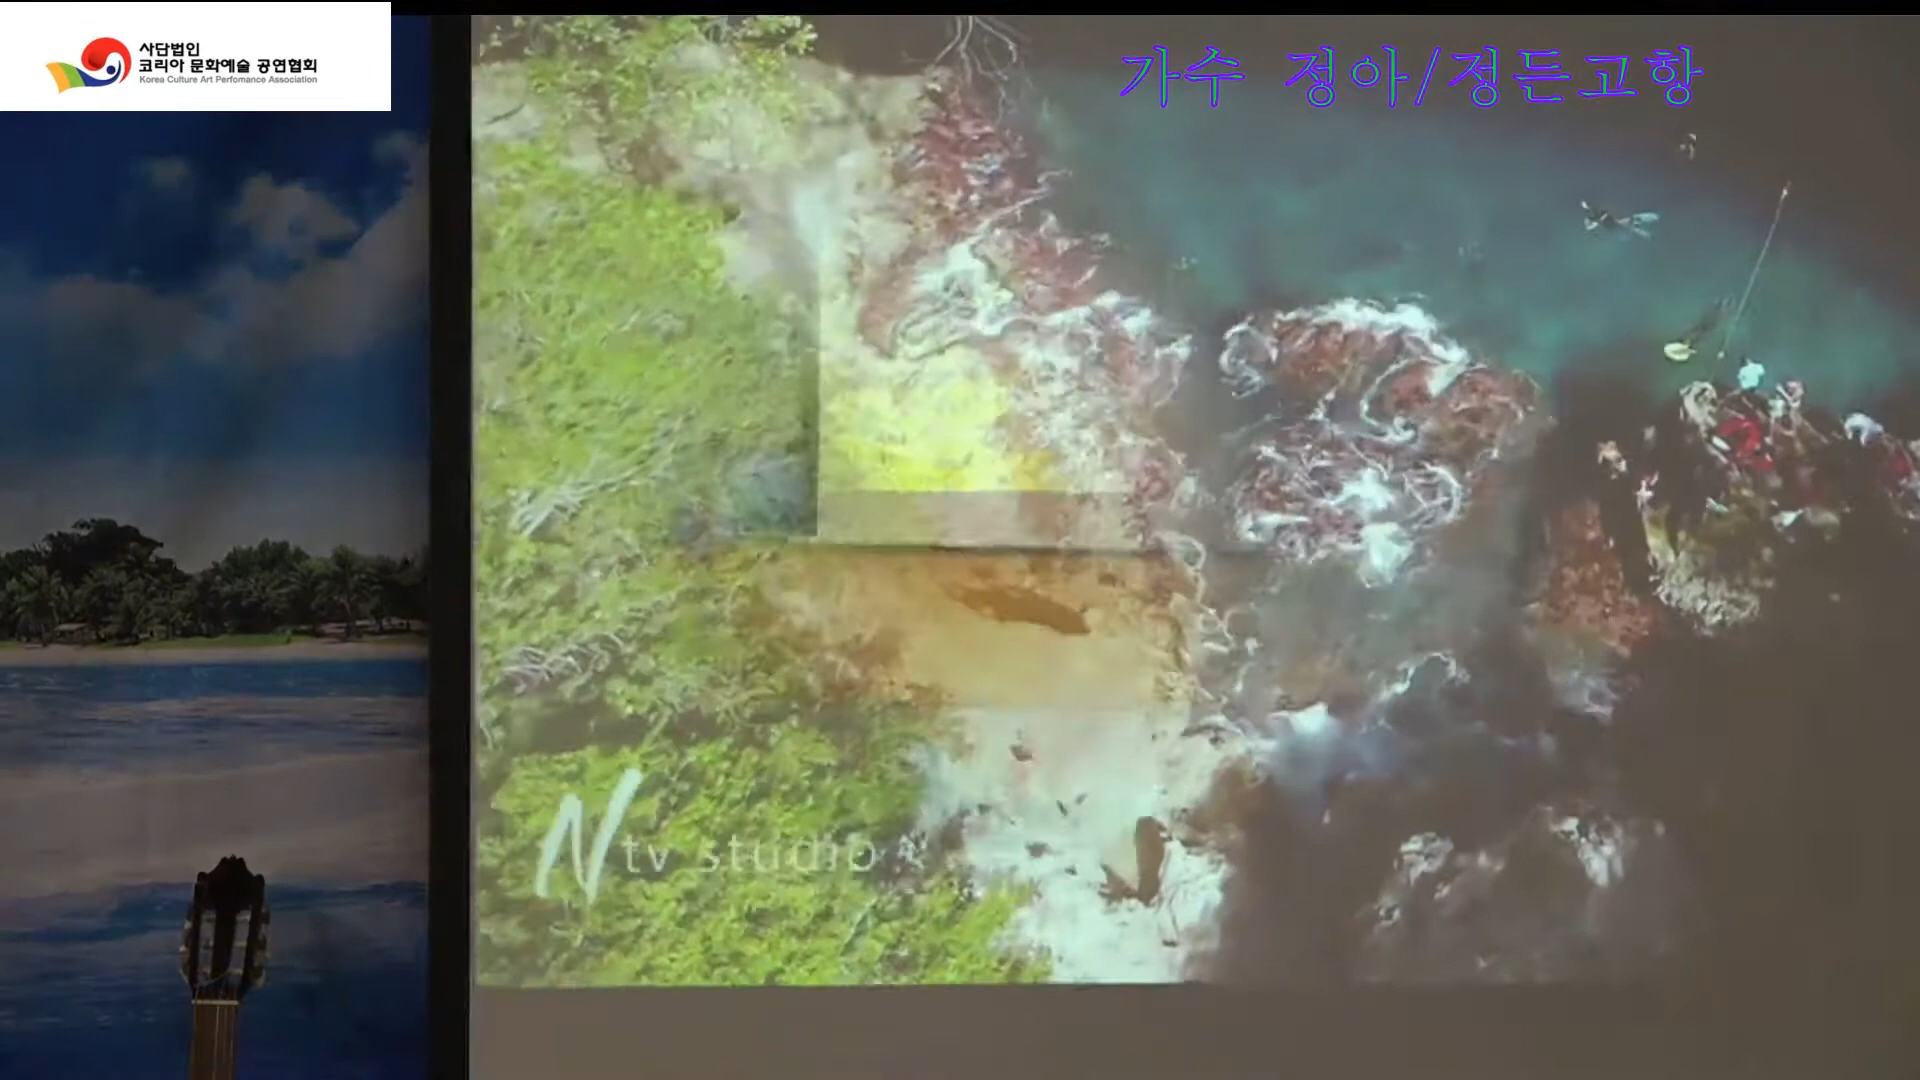 사단법인
코리아 문화예술 공연협회
Korea Culture Art Perfomance Association
가수 정아/정든고향
N tv studio